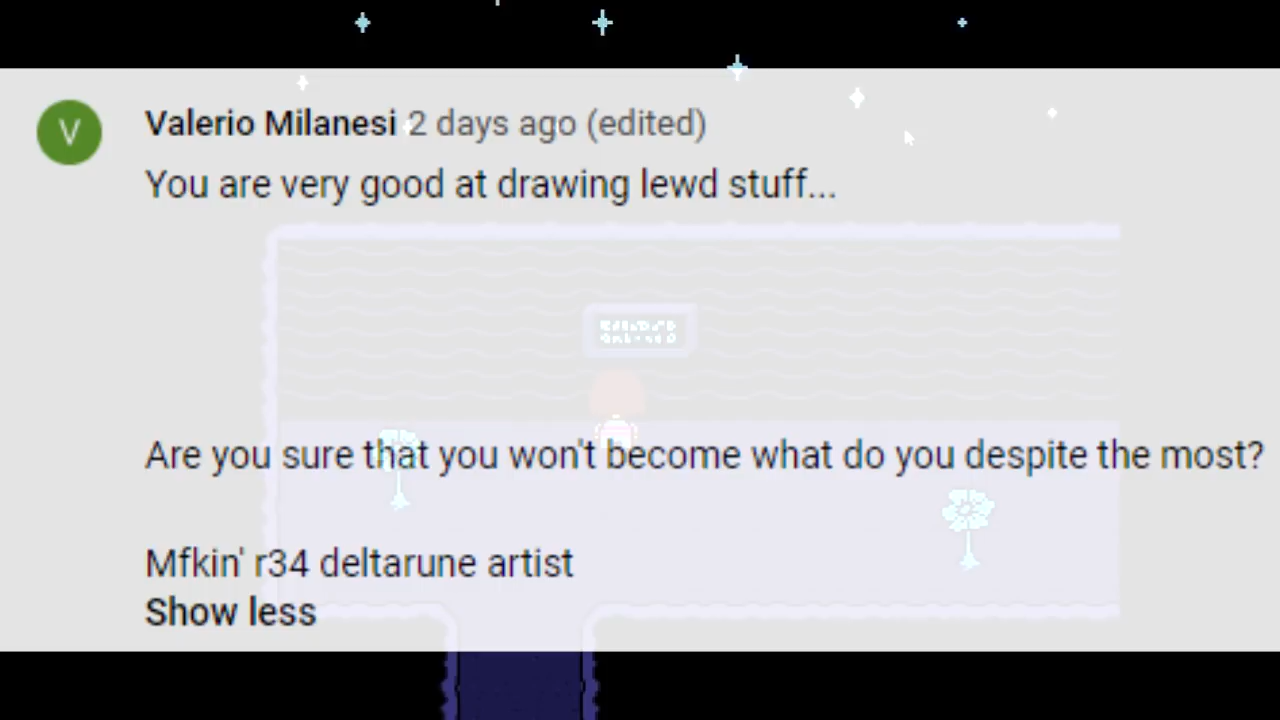 V
Valerio Milanesi 2 days ago (edited)
You are very good at drawing lewd stuff...
Are you sure that you won't become what do you despite the most?
Mfkin' r34 deltarune artist
Show less